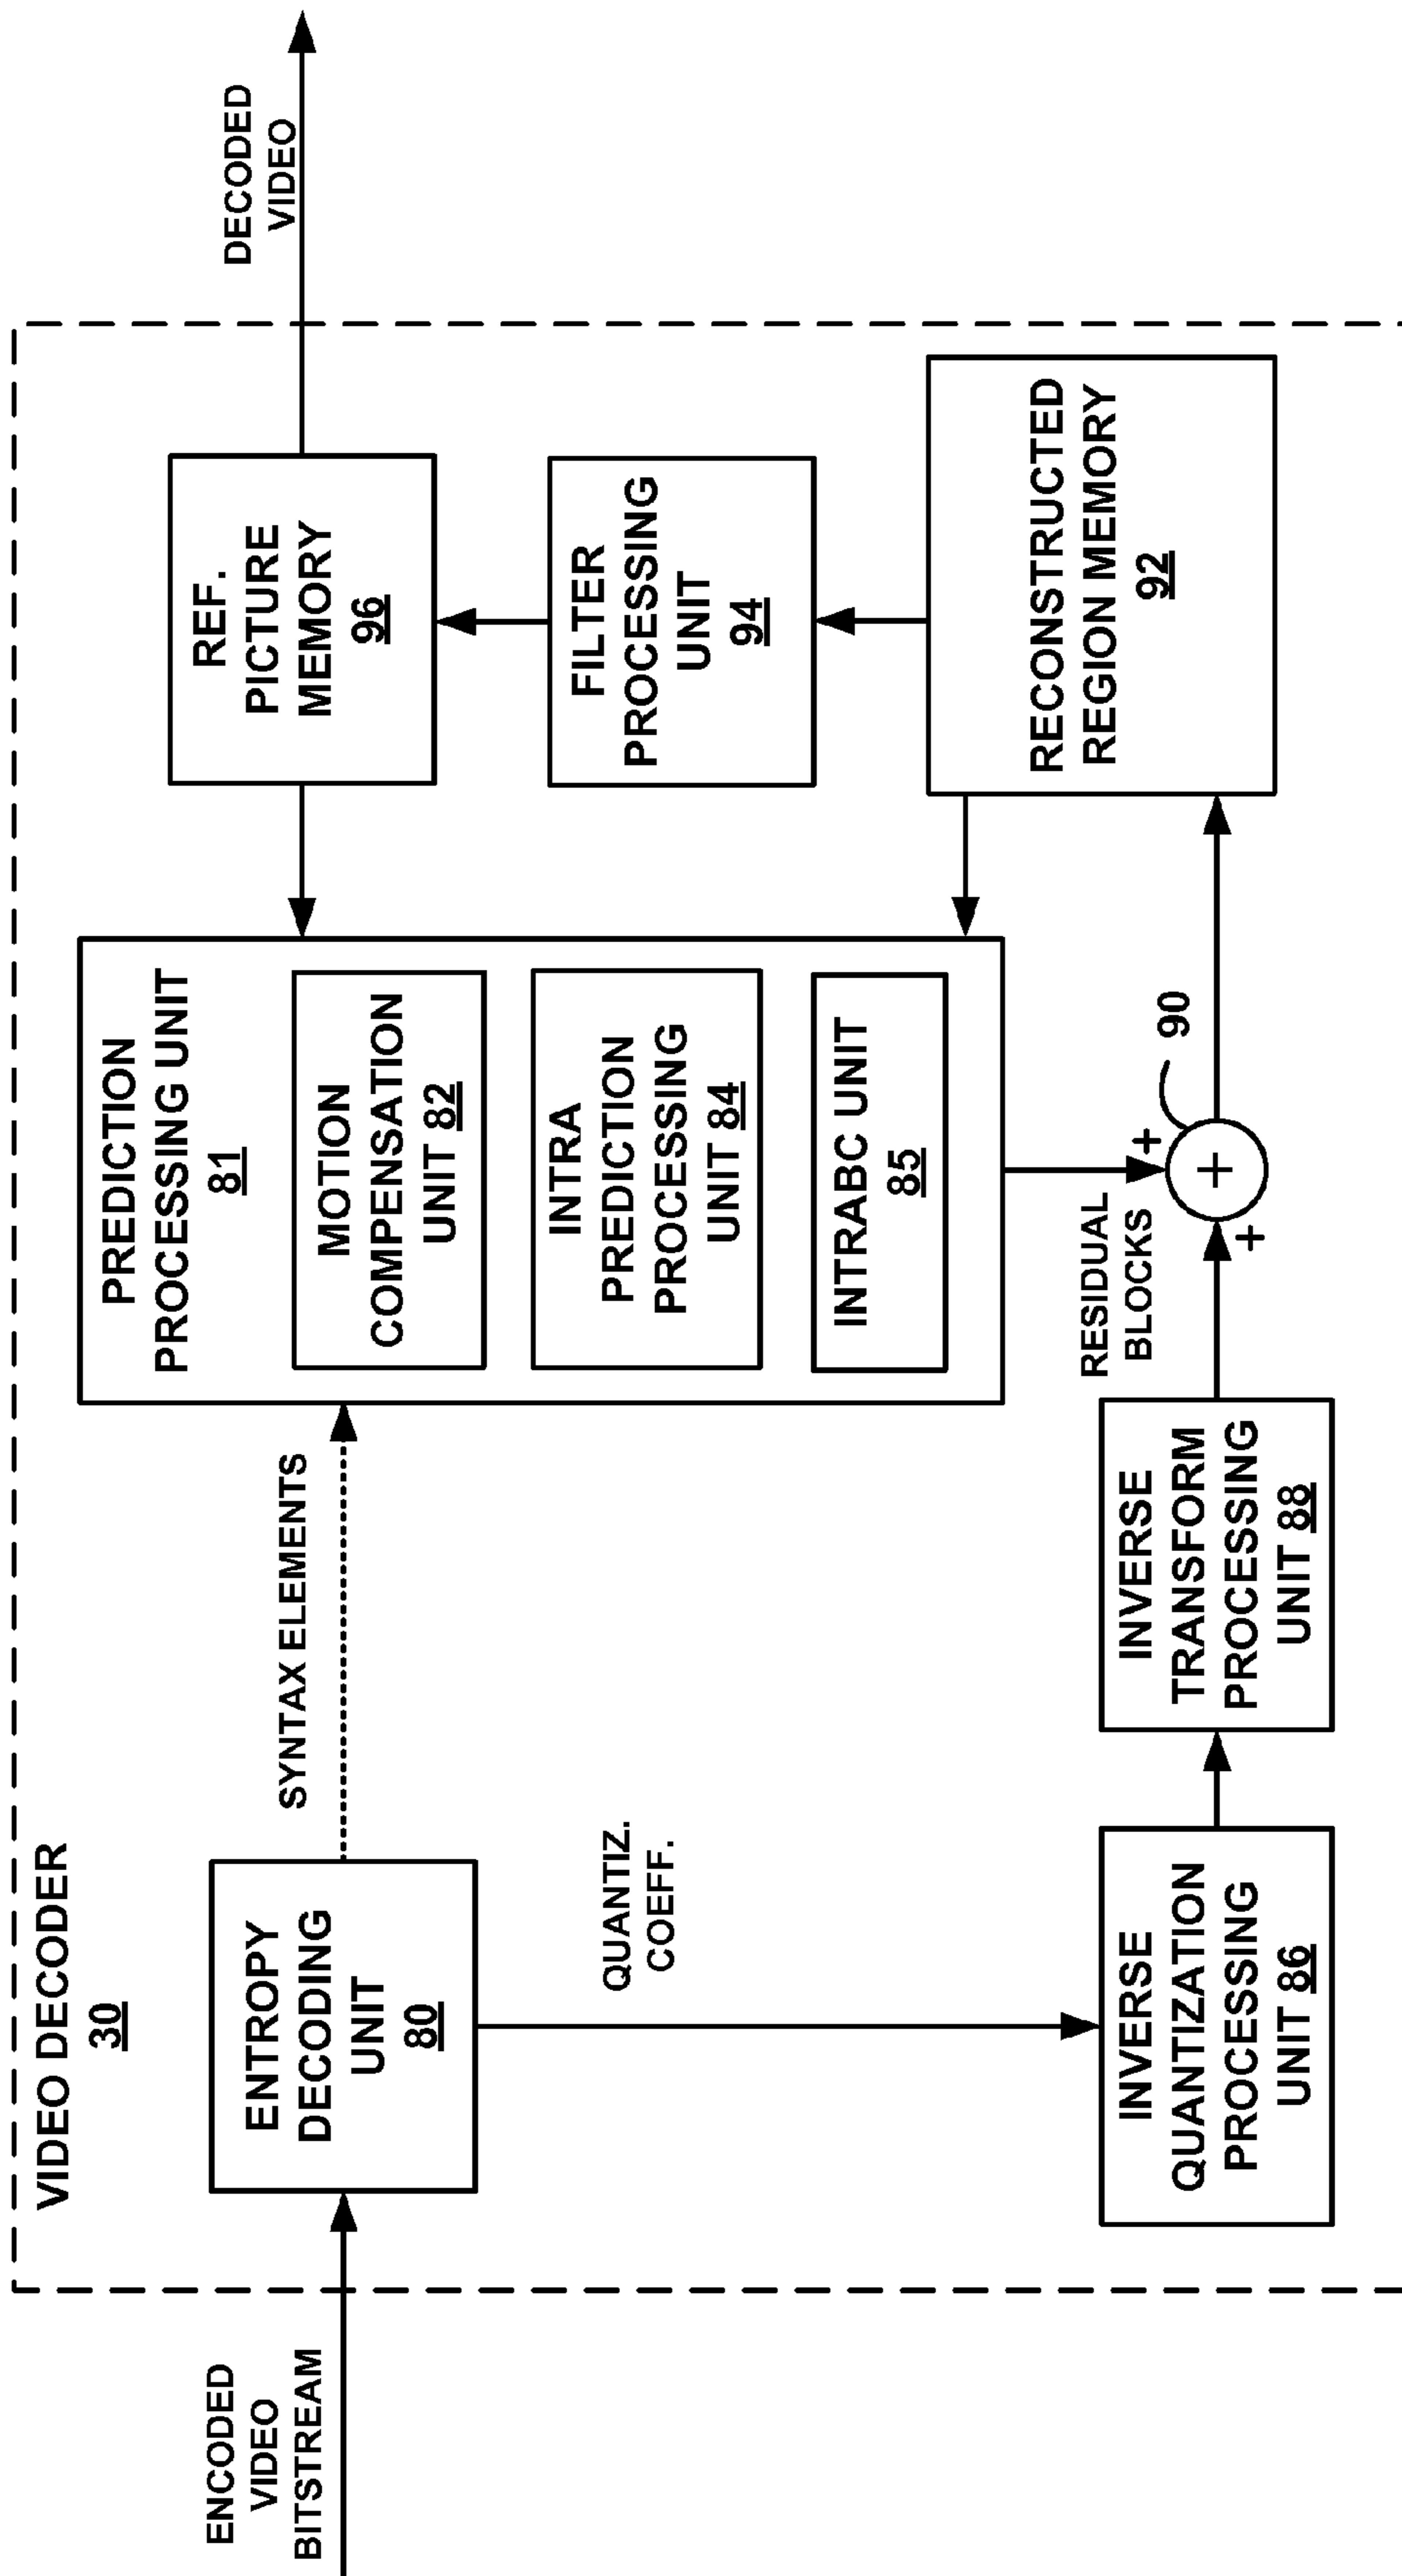 VIDEO DECODER
30
ENCODED
VIDEO
BITSTREAM
ENTROPY
DECODING
UNIT
80
SYNTAX ELEMENTS
QUANTIZ.
COEFF.
INVERSE
QUANTIZATION
PROCESSING
UNIT 86
INVERSE
TRANSFORM
PROCESSING
UNIT 88
RESIDUAL
BLOCKS
+
+
+
90
PREDICTION
PROCESSING UNIT
81
MOTION
COMPENSATION
UNIT 82
INTRA
PREDICTION
PROCESSING
UNIT 84
INTRABC UNIT
85
REF.
PICTURE
MEMORY
96
FILTER
PROCESSING
UNIT
94
RECONSTRUCTED
REGION MEMORY
92
DECODED
VIDEO